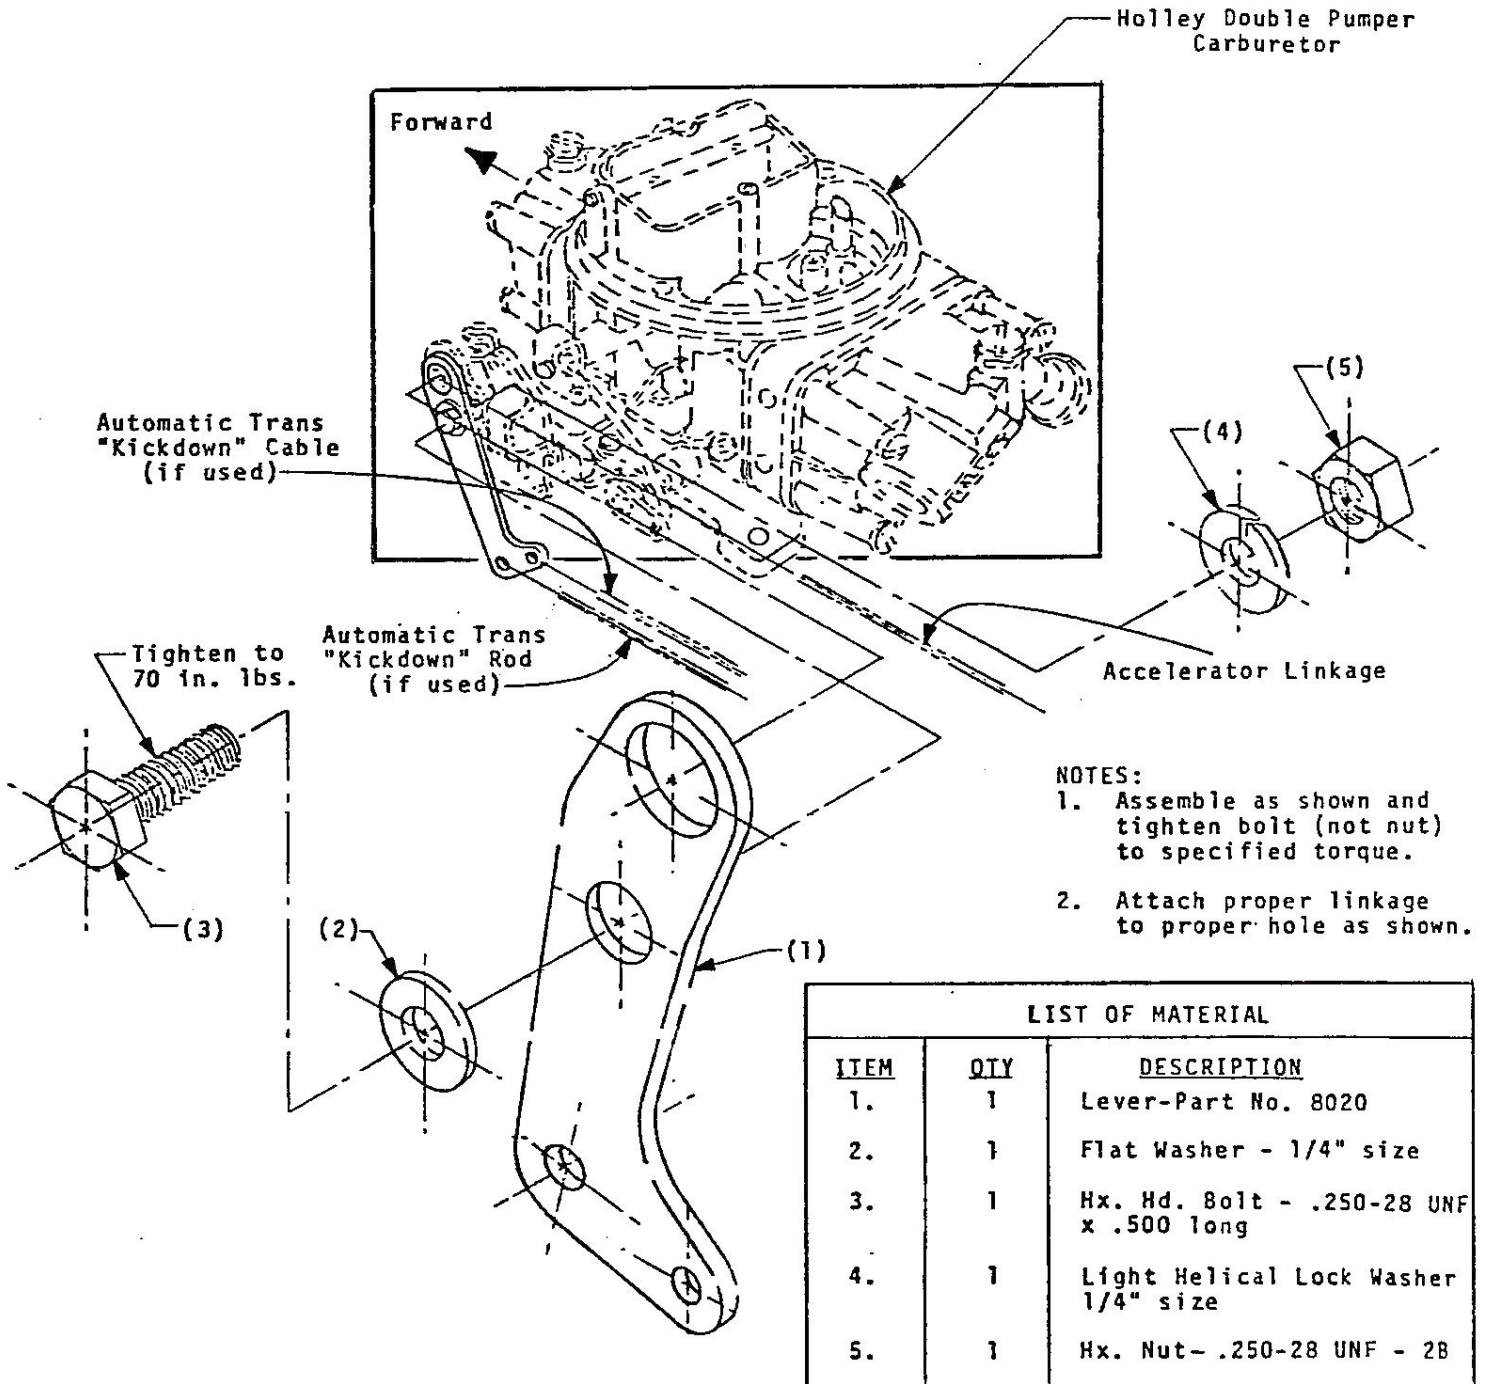 Holley Double Pumper
Carburetor
Forward
(5)
(4)
Automatic Trans
"Kickdown" Cable
(if used)
Automatic Trans
"Kickdown" Rod
(if used)
Accelerator Linkage
Tighten to
70 in. lbs.
(3)
(2)
(1)
NOTES:
1. Assemble as shown and
tighten bolt (not nut)
to specified torque.
2. Attach proper linkage
to proper hole as shown.
LIST OF MATERIAL
ITEM QTY DESCRIPTION
1. 1 Lever-Part No. 8020
2. 1 Flat Washer - 1/4" size
3. 1 Hx. Hd. Bolt - .250-28 UNF
x .500 long
4. 1 Light Helical Lock Washer
1/4" size
5. 1 Hx. Nut- .250-28 UNF - 2B